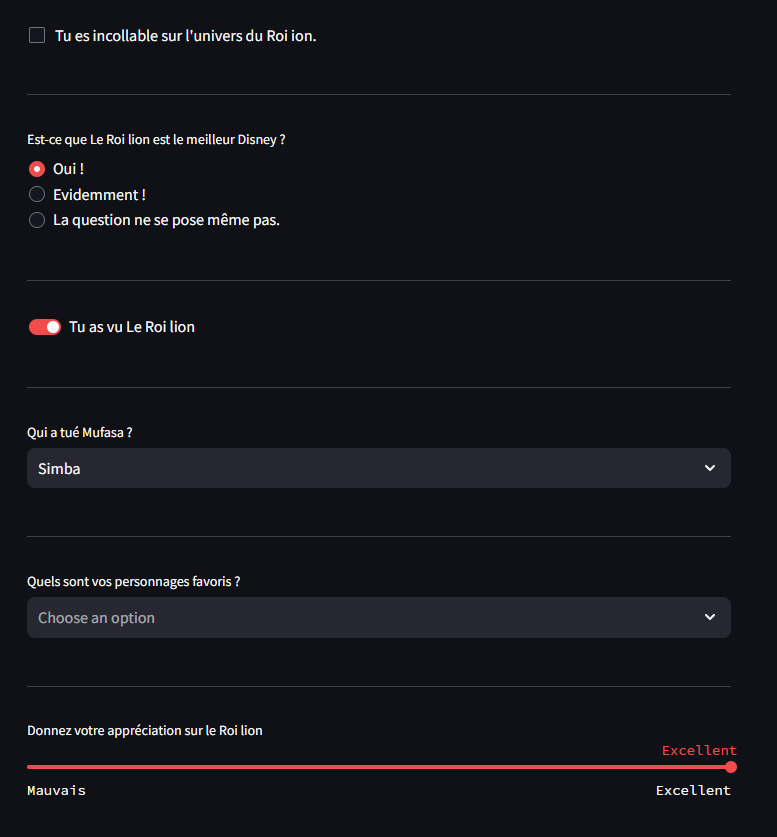 Tu es incollable sur l'univers du Roi ion.
Est-ce que Le Roi lion est le meilleur Disney ?
Oui !
Evidemment !
La question ne se pose même pas.
Tu as vu Le Roi lion
Qui a tué Mufasa ?
Simba
Quels sont vos personnages favoris ?
Choose an option
Donnez votre appréciation sur le Roi lion
Excellent
Mauvais Excellent